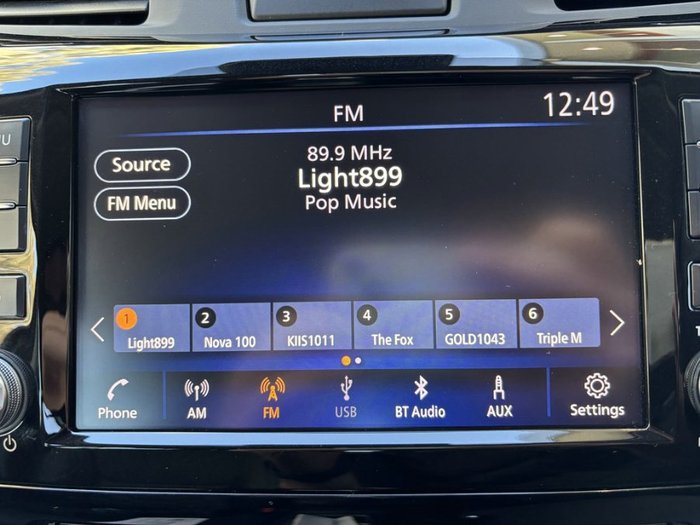 FM
12:49
89.9 MHz
Source
Light899
FM Menu
Pop Music
1 2 3 4 5 6
Light899 Nova 100 KIIS1011 The Fox GOLD1043 Triple M
Phone AM FM USB BT Audio AUX Settings